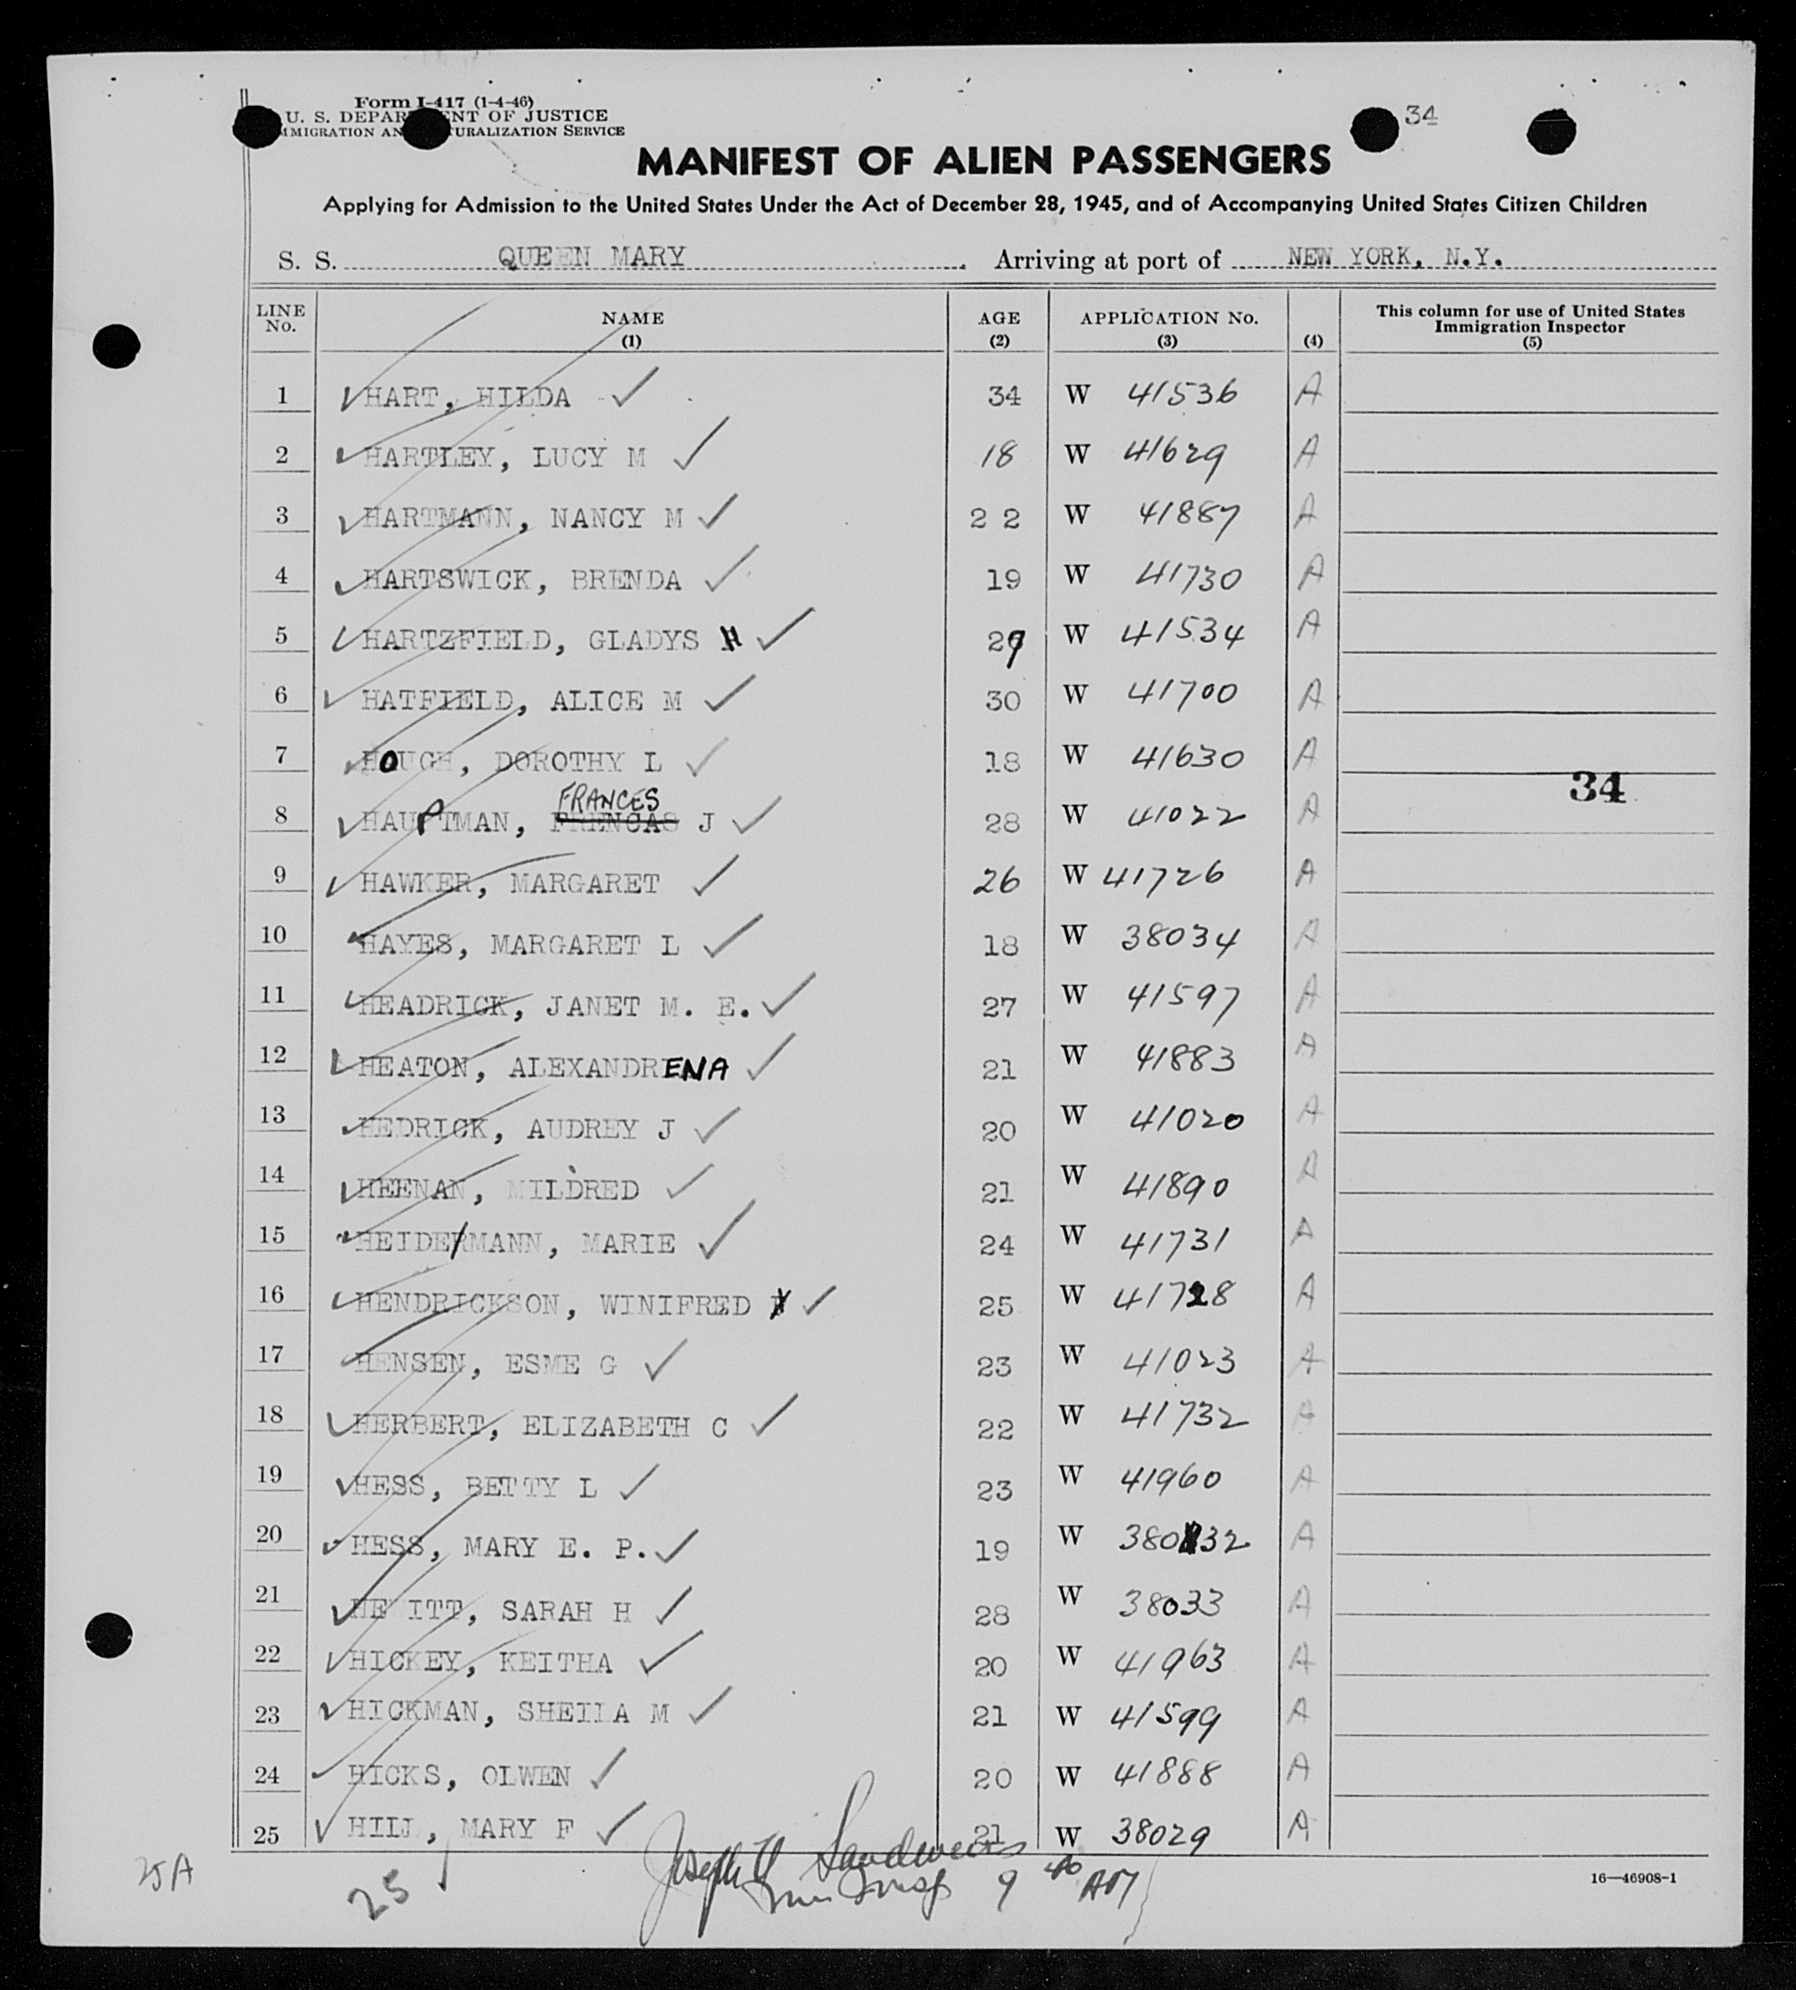 Form I-417 (1-4-46)
U. S. DEPAR ENT OF JUSTICE
MMIGRATION AN URALIZATION SERVICE
34
MANIFEST OF ALIEN PASSENGERS
Applying for Admission to the United States Under the Act of December 28, 1945, and of Accompanying United States Citizen Children
S. S. QUEEN MARY. Arriving at port of NEW YORK, N.Y.
LINE No. NAME (1) AGE (2) APPLICATION No. (3) (4) This column for use of United States Immigration Inspector (5)
1 HART, HILDA 34 W 41536 A
2 HARTLEY, LUCY M 18 W 41629 A
3 HARTMANN, NANCY M 22 W 41887 A
4 HARTSWICK, BRENDA 19 W 41730 A
5 HARTZFIELD, GLADYS H 29 W 41534 A
6 HATFIELD, ALICE M 30 W 41700 A
7 HOUGH, DOROTHY L 18 W 41630 A
34
FRANCES
8 HAUPTMAN, FRENCAS J 28 W 41022 A
9 HAWKER, MARGARET 26 W 41726 A
10 HAYES, MARGARET L 18 W 38034 A
11 HEADRICK, JANET M. E. 27 W 41597 A
12 HEATON, ALEXANDRENA 21 W 41883 A
13 HEDRICK, AUDREY J 20 W 41020 A
14 HEENAN, MILDRED 21 W 41890 A
15 HEIDERMANN, MARIE 24 W 41731 A
16 HENDRICKSON, WINIFRED 25 W 41728 A
17 HENSEN, ESME G 23 W 41023 A
18 HERBERT, ELIZABETH C 22 W 41732 A
19 HESS, BETTY L 23 W 41960 A
20 HESS, MARY E. P. 19 W 38032 A
21 HE ITT, SARAH H 28 W 38033 A
22 HICKEY, KEITHA 20 W 41963 A
23 HICKMAN, SHEILA M 21 W 41599 A
24 HICKS, OLWEN 20 W 41888 A
25 HILL, MARY F 21 W 38029 A
25A 25 Joseph 9 40 AM 16—46908-1